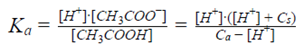 Kₐ = [H⁺]·[CH₃COO⁻] / [CH₃COOH] = [H⁺]·([H⁺] + Cₛ) / Cₐ − [H⁺]